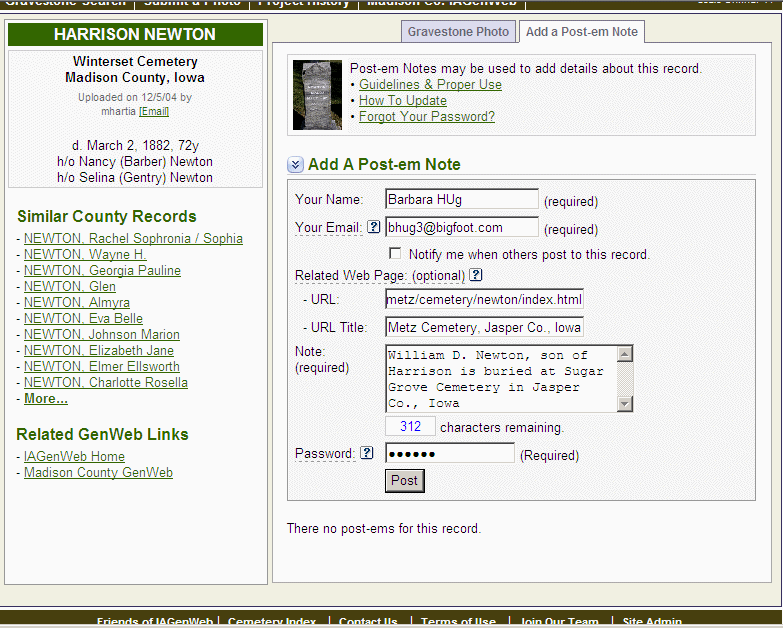 Gravestone Search | Submit a Photo | Project History | Madison Co. IAGenWeb |
HARRISON NEWTON
Winterset Cemetery
Madison County, Iowa
Uploaded on 12/5/04 by
mhartia [Email]
d. March 2, 1882, 72y
h/o Nancy (Barber) Newton
h/o Selina (Gentry) Newton
Similar County Records
- NEWTON, Rachel Sophronia / Sophia
- NEWTON, Wayne H.
- NEWTON, Georgia Pauline
- NEWTON, Glen
- NEWTON, Almyra
- NEWTON, Eva Belle
- NEWTON, Johnson Marion
- NEWTON, Elizabeth Jane
- NEWTON, Elmer Ellsworth
- NEWTON, Charlotte Rosella
- More...
Related GenWeb Links
- IAGenWeb Home
- Madison County GenWeb
Gravestone Photo
Add a Post-em Note
Post-em Notes may be used to add details about this record.
• Guidelines & Proper Use
• How To Update
• Forgot Your Password?
Add A Post-em Note
Your Name: Barbara HUg (required)
Your Email: ? bhug3@bigfoot.com (required)
Notify me when others post to this record.
Related Web Page: (optional) ?
- URL: metz/cemetery/newton/index.html
- URL Title: Metz Cemetery, Jasper Co., Iowa
Note:
(required)
William D. Newton, son of
Harrison is buried at Sugar
Grove Cemetery in Jasper
Co., Iowa
312 characters remaining.
Password: ? •••••• (Required)
Post
There no post-ems for this record.
Friends of IAGenWeb | Cemetery Index | Contact Us | Terms of Use | Join Our Team | Site Admin